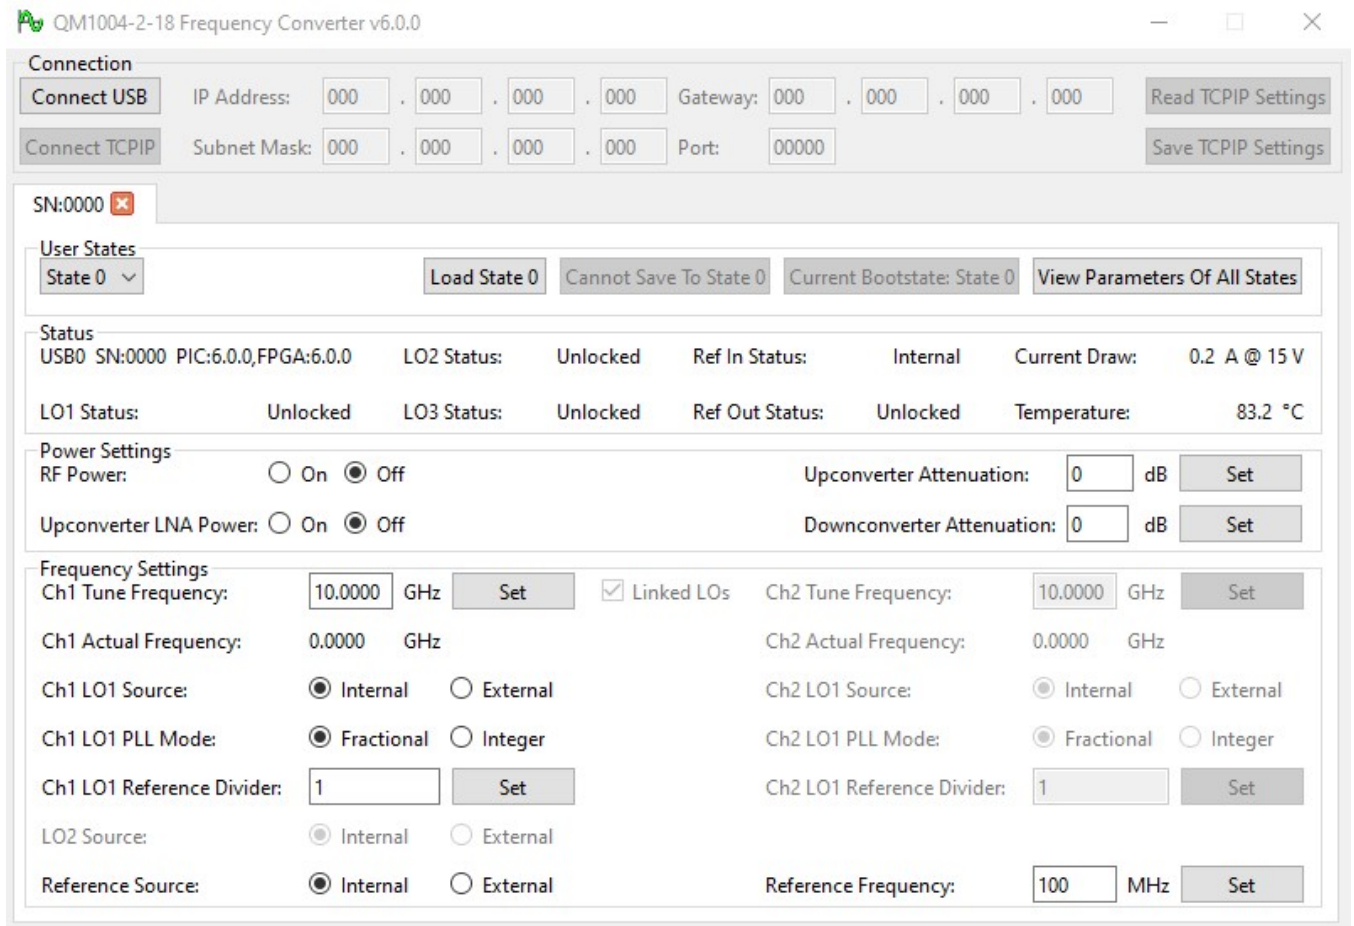 QM1004-2-18 Frequency Converter v6.0.0
Connection
Connect USB IP Address: 000 . 000 . 000 . 000 Gateway: 000 . 000 . 000 . 000 Read TCPIP Settings
Connect TCPIP Subnet Mask: 000 . 000 . 000 . 000 Port: 00000 Save TCPIP Settings
SN:0000
User States
State 0 Load State 0 Cannot Save To State 0 Current Bootstate: State 0 View Parameters Of All States
Status
USB0 SN:0000 PIC:6.0.0,FPGA:6.0.0 LO2 Status: Unlocked Ref In Status: Internal Current Draw: 0.2 A @ 15 V
LO1 Status: Unlocked LO3 Status: Unlocked Ref Out Status: Unlocked Temperature: 83.2 °C
Power Settings
RF Power: On Off Upconverter Attenuation: 0 dB Set
Upconverter LNA Power: On Off Downconverter Attenuation: 0 dB Set
Frequency Settings
Ch1 Tune Frequency: 10.0000 GHz Set Linked LOs Ch2 Tune Frequency: 10.0000 GHz Set
Ch1 Actual Frequency: 0.0000 GHz Ch2 Actual Frequency: 0.0000 GHz
Ch1 LO1 Source: Internal External Ch2 LO1 Source: Internal External
Ch1 LO1 PLL Mode: Fractional Integer Ch2 LO1 PLL Mode: Fractional Integer
Ch1 LO1 Reference Divider: 1 Set Ch2 LO1 Reference Divider: 1 Set
LO2 Source: Internal External
Reference Source: Internal External Reference Frequency: 100 MHz Set